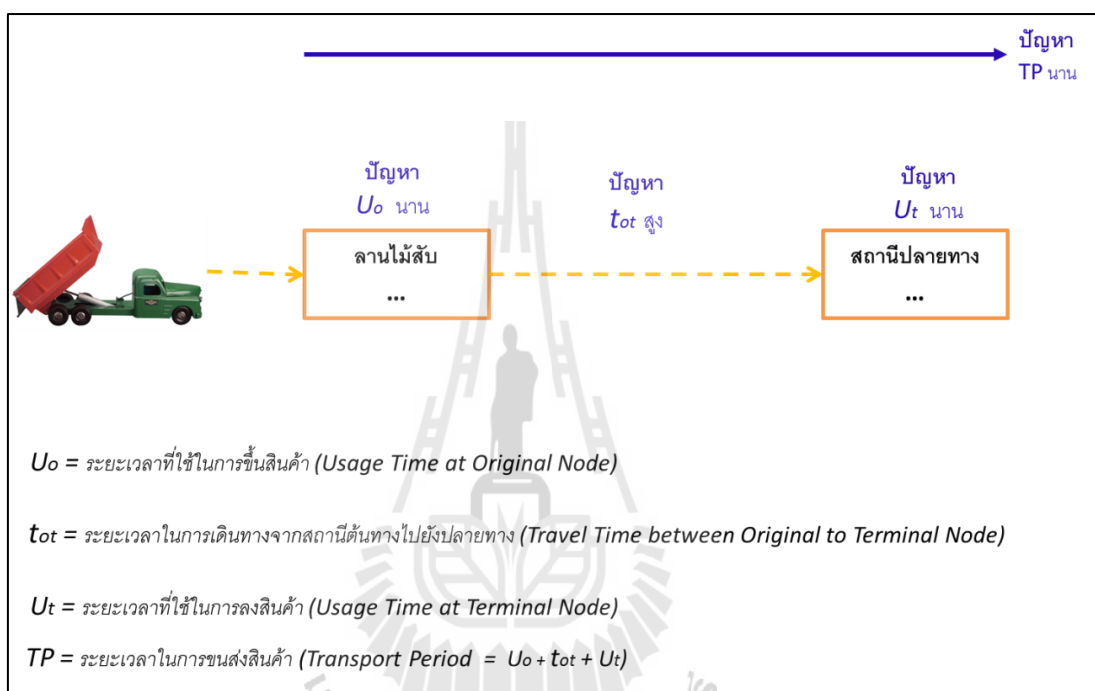 ปัญหา
TP นาน
ปัญหา
Uo นาน
ปัญหา
tot สูง
ปัญหา
Ut นาน
ลานไม้สับ
...
สถานีปลายทาง
...
Uo = ระยะเวลาที่ใช้ในการขึ้นสินค้า (Usage Time at Original Node)
tot = ระยะเวลาในการเดินทางจากสถานีต้นทางไปยังปลายทาง (Travel Time between Original to Terminal Node)
Ut = ระยะเวลาที่ใช้ในการลงสินค้า (Usage Time at Terminal Node)
TP = ระยะเวลาในการขนส่งสินค้า (Transport Period = Uo + tot + Ut)